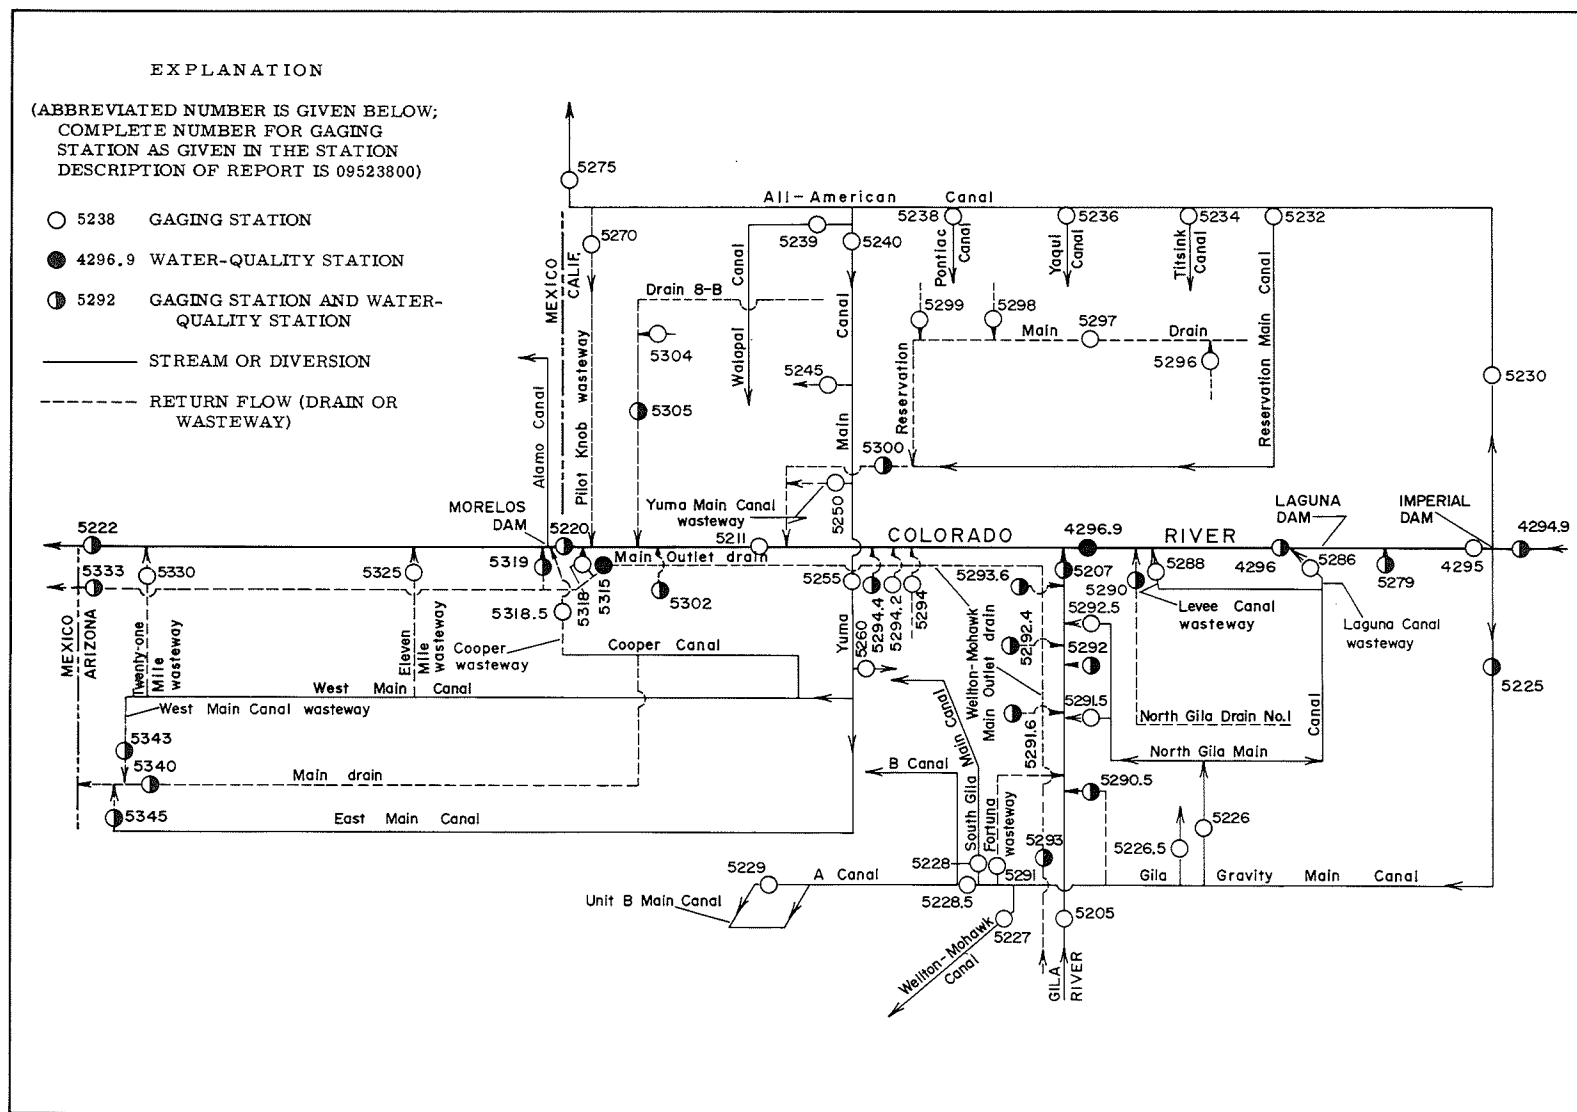 EXPLANATION
(ABBREVIATED NUMBER IS GIVEN BELOW;
COMPLETE NUMBER FOR GAGING
STATION AS GIVEN IN THE STATION
DESCRIPTION OF REPORT IS 09523800)
5238 GAGING STATION
4296.9 WATER-QUALITY STATION
5292 GAGING STATION AND WATER-
QUALITY STATION
STREAM OR DIVERSION
RETURN FLOW (DRAIN OR
WASTEWAY)
5275
All-American Canal
5270
5239
5240
5238
5236
5234
5232
Pontiac
Canal
Yaqui
Canal
Titsink
Canal
Reservation Main Canal
MEXICO
CALIF.
Pilot Knob wasteway
Drain 8-B
Walapai Canal
Main Canal
5304
5305
5245
5299
5298
5297
Main Drain
5296
Reservation
5230
Alamo Canal
5300
Yuma Main Canal
wasteway
5250
MORELOS
DAM
5222
5220
5211
COLORADO RIVER
4296.9
LAGUNA
DAM
IMPERIAL
DAM
4294.9
Main Outlet drain
5333
5330
5325
5319
5318
5315
5318.5
5302
5255
5294.4
5294.2
5294
5293.6
5207
5290
5288
4296
5286
5279
4295
Levee Canal
wasteway
Laguna Canal
wasteway
MEXICO
ARIZONA
Twenty-one
Mile
wasteway
Eleven
Mile
wasteway
Cooper
wasteway
Cooper Canal
Yuma
5260
5292.5
5292.4
5292
5291.5
5291.6
5225
Wellton-Mohawk
Main Outlet drain
West Main Canal
West Main Canal wasteway
North Gila Drain No.1
North Gila Main
Canal
5343
5340
Main drain
B Canal
South Gila Main Canal
Fortuna
wasteway
5290.5
5345
East Main Canal
5293
5226
5226.5
5229
A Canal
5228
5228.5
5291
Gila Gravity Main Canal
Unit B Main Canal
5227
5205
Wellton-Mohawk
Canal
GILA
RIVER